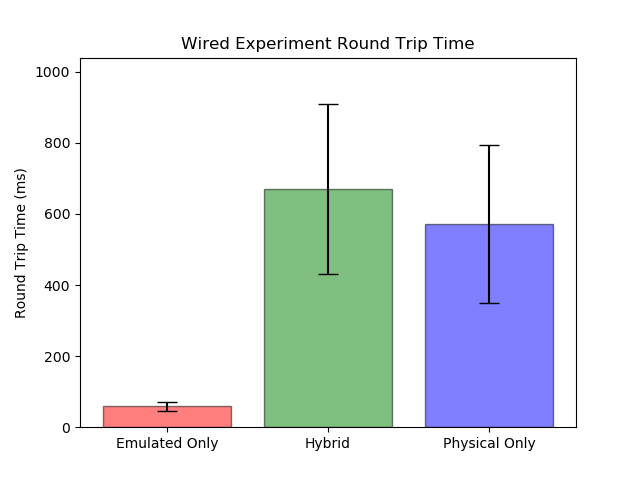 Wired Experiment Round Trip Time
1000
800
600
400
200
0
Round Trip Time (ms)
Emulated Only
Hybrid
Physical Only